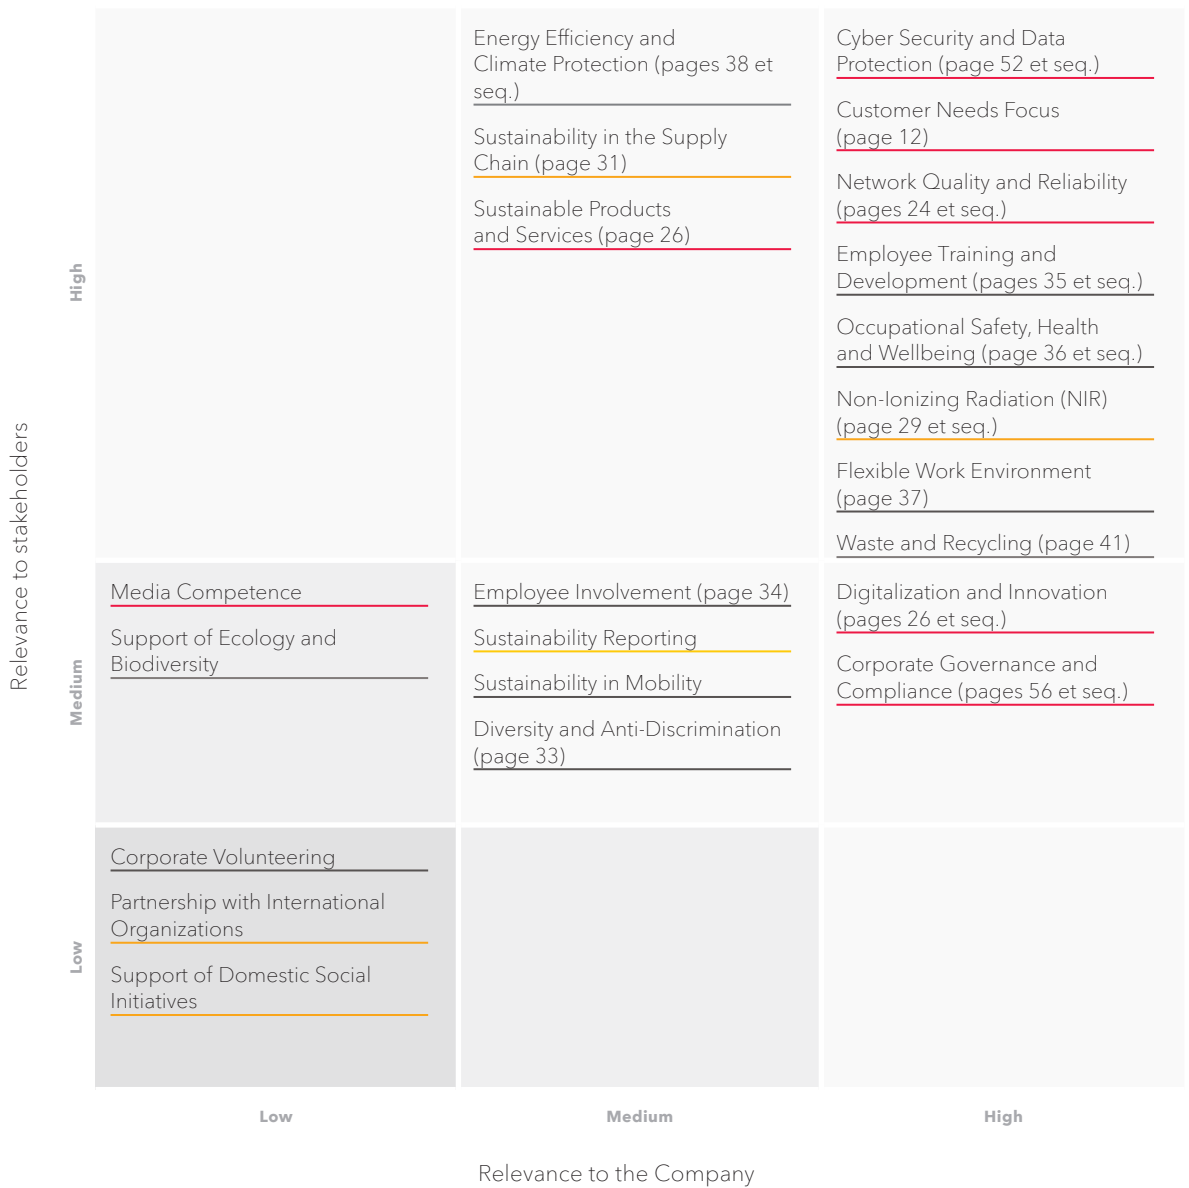 Energy Efficiency and
Climate Protection (pages 38 et
seq.)
Sustainability in the Supply
Chain (page 31)
Sustainable Products
and Services (page 26)
Cyber Security and Data
Protection (page 52 et seq.)
Customer Needs Focus
(page 12)
Network Quality and Reliability
(pages 24 et seq.)
Employee Training and
Development (pages 35 et seq.)
Occupational Safety, Health
and Wellbeing (page 36 et seq.)
Non-Ionizing Radiation (NIR)
(page 29 et seq.)
Flexible Work Environment
(page 37)
Waste and Recycling (page 41)
High
Relevance to stakeholders
Media Competence
Support of Ecology and
Biodiversity
Employee Involvement (page 34)
Sustainability Reporting
Sustainability in Mobility
Diversity and Anti-Discrimination
(page 33)
Digitalization and Innovation
(pages 26 et seq.)
Corporate Governance and
Compliance (pages 56 et seq.)
Medium
Corporate Volunteering
Partnership with International
Organizations
Support of Domestic Social
Initiatives
Low
Low
Medium
High
Relevance to the Company